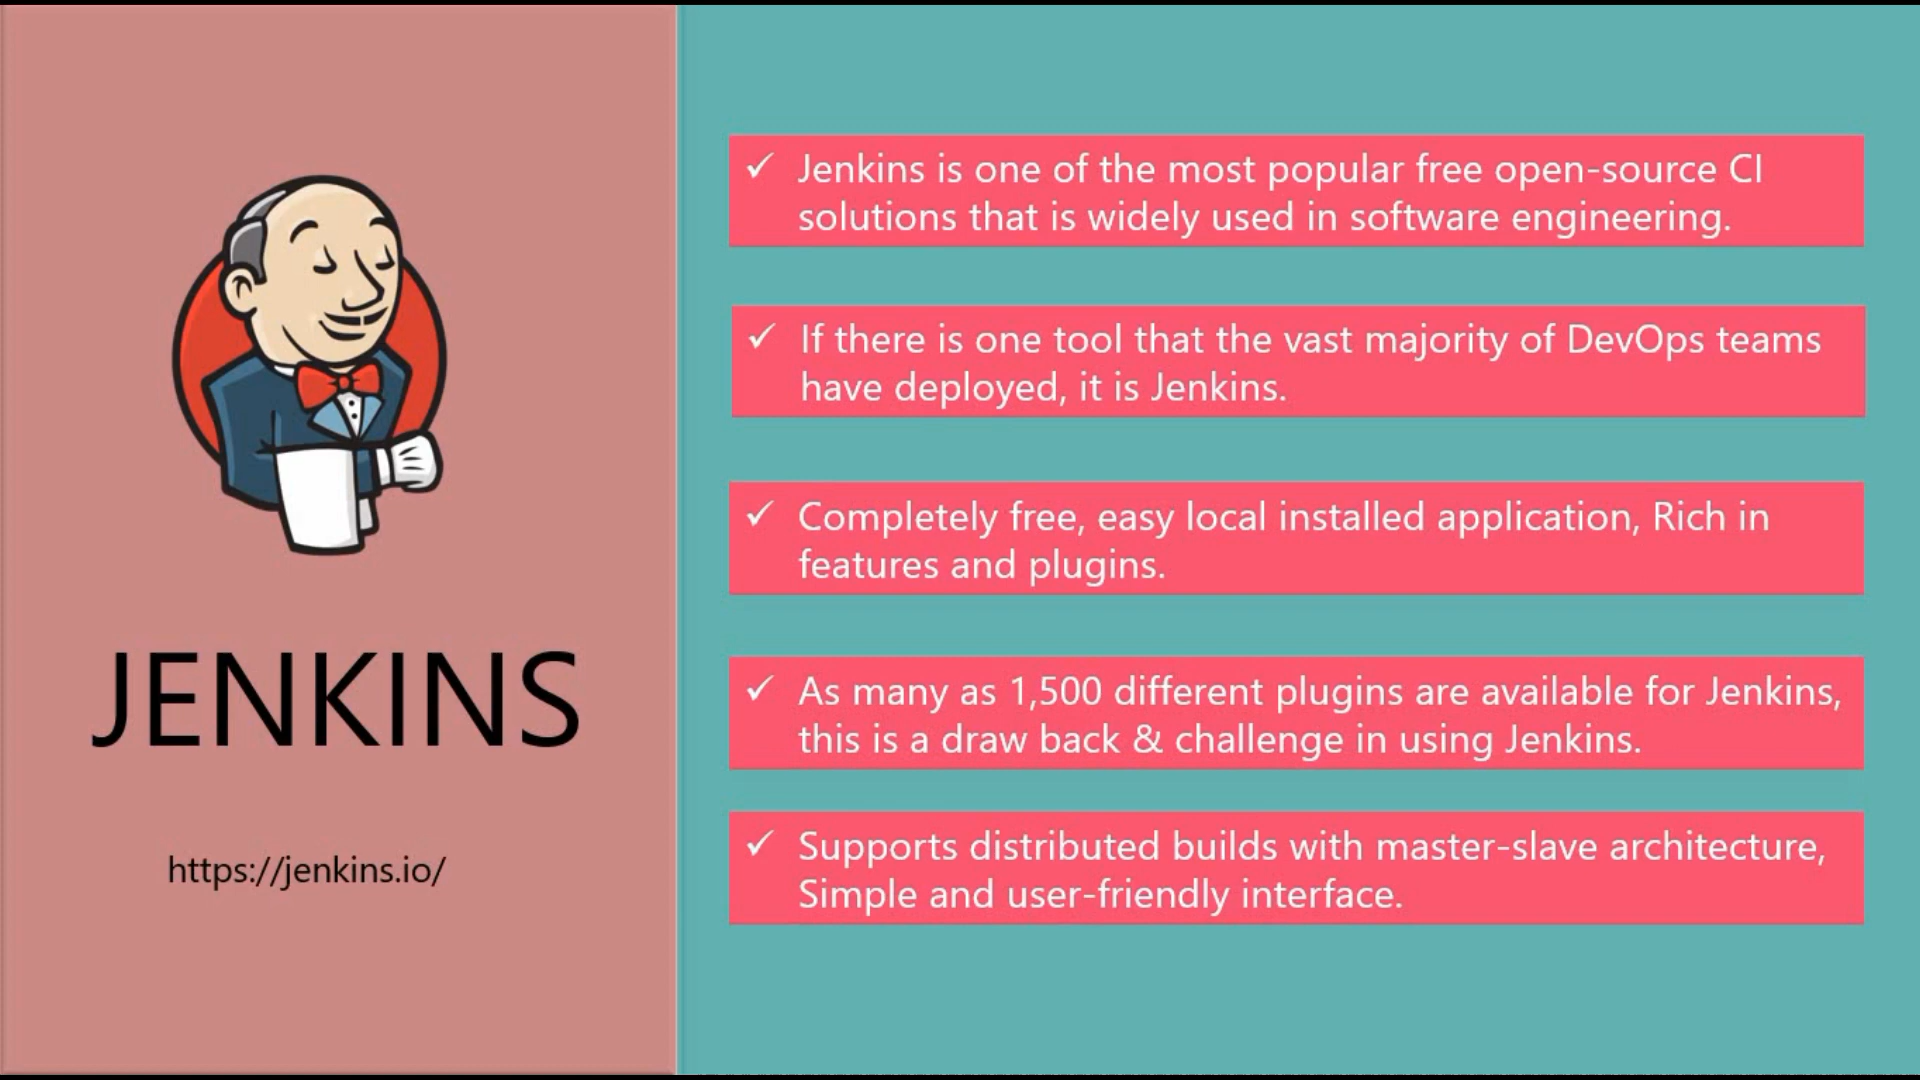 JENKINS
https://jenkins.io/
✓ Jenkins is one of the most popular free open-source CI
solutions that is widely used in software engineering.
✓ If there is one tool that the vast majority of DevOps teams
have deployed, it is Jenkins.
✓ Completely free, easy local installed application, Rich in
features and plugins.
✓ As many as 1,500 different plugins are available for Jenkins,
this is a draw back & challenge in using Jenkins.
✓ Supports distributed builds with master-slave architecture,
Simple and user-friendly interface.